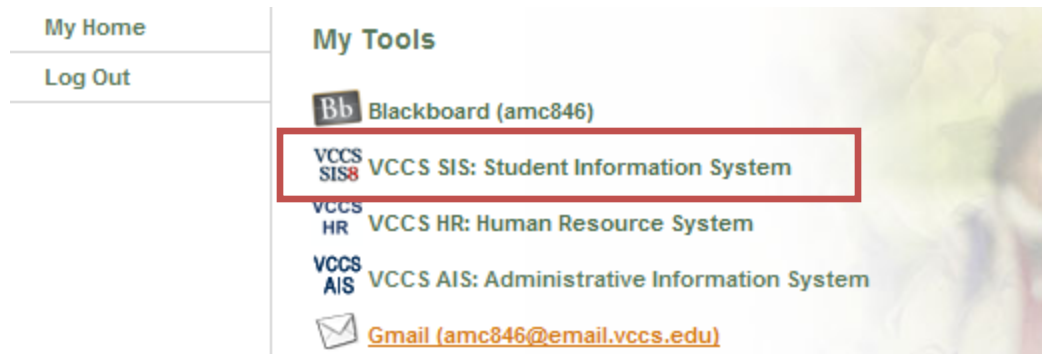 My Home
Log Out
My Tools
Bb Blackboard (amc846)
VCCS SIS8 VCCS SIS: Student Information System
VCCS HR VCCS HR: Human Resource System
VCCS AIS VCCS AIS: Administrative Information System
Gmail (amc846@email.vccs.edu)